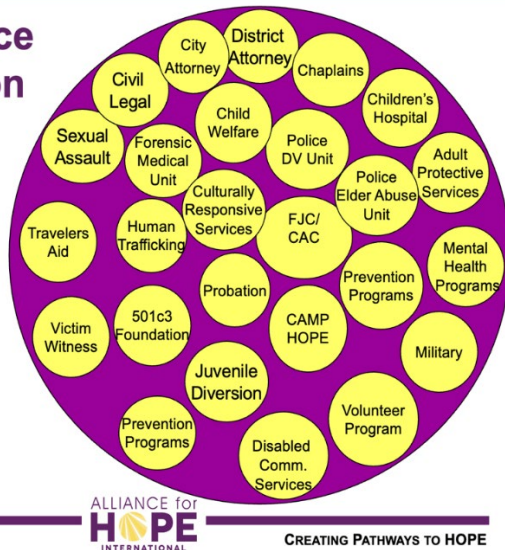 ce
on
City
Attorney
District
Attorney
Chaplains
Civil
Legal
Children's
Hospital
Child
Welfare
Sexual
Assault
Forensic
Medical
Unit
Police
DV Unit
Adult
Protective
Services
Police
Elder Abuse
Unit
Culturally
Responsive
Services
FJC/
CAC
Travelers
Aid
Human
Trafficking
Mental
Health
Programs
Probation
Prevention
Programs
Victim
Witness
501c3
Foundation
CAMP
HOPE
Military
Juvenile
Diversion
Volunteer
Program
Prevention
Programs
Disabled
Comm.
Services
ALLIANCE for
HOPE
INTERNATIONAL
CREATING PATHWAYS TO HOPE